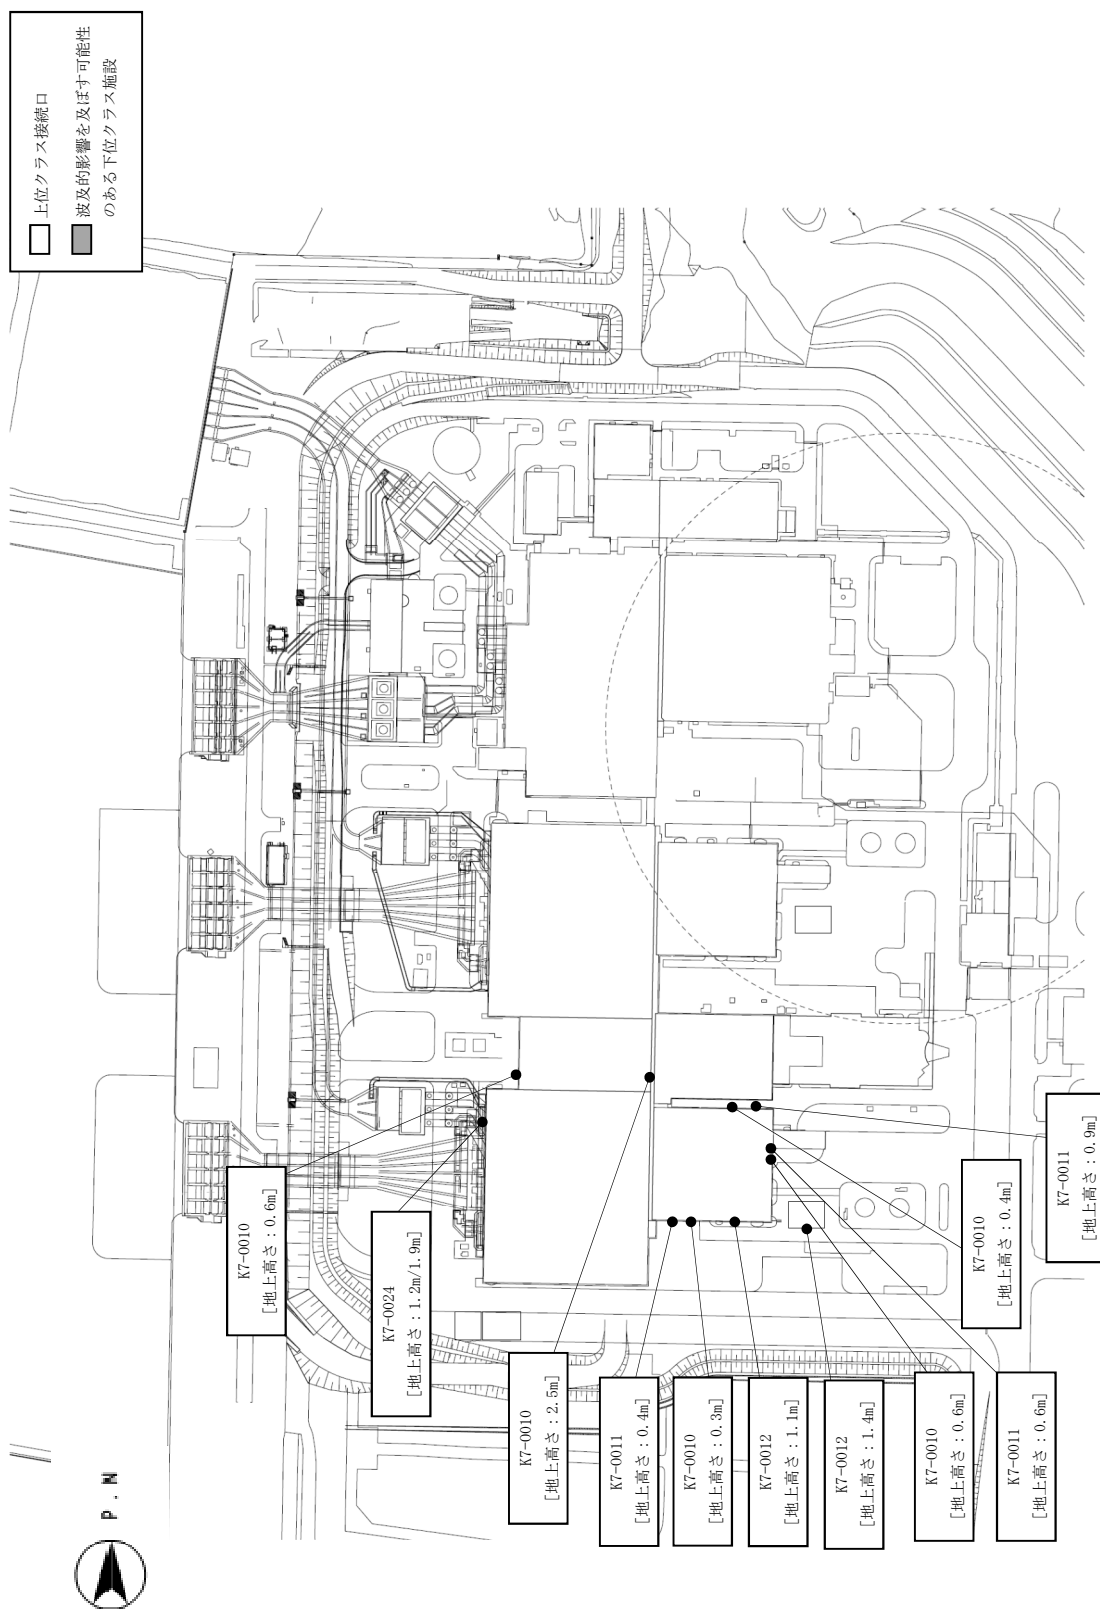 上位クラス接続口
波及的影響を及ぼす可能性
のある下位クラス施設
P.N
K7-0010
[地上高さ：0.6m]
K7-0024
[地上高さ：1.2m/1.9m]
K7-0010
[地上高さ：2.5m]
K7-0011
[地上高さ：0.4m]
K7-0010
[地上高さ：0.3m]
K7-0012
[地上高さ：1.1m]
K7-0012
[地上高さ：1.4m]
K7-0010
[地上高さ：0.6m]
K7-0011
[地上高さ：0.6m]
K7-0010
[地上高さ：0.4m]
K7-0011
[地上高さ：0.9m]